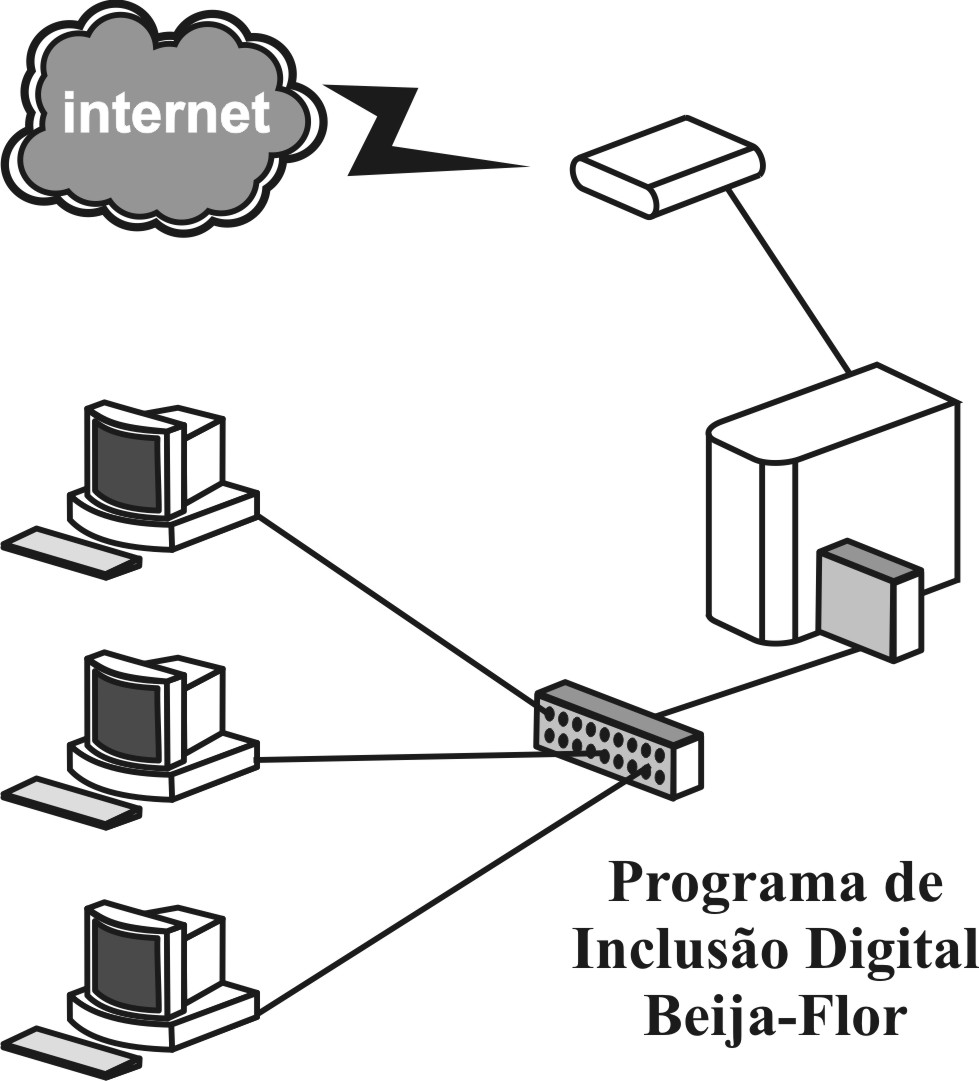 internet
Programa de
Inclusão Digital
Beija-Flor